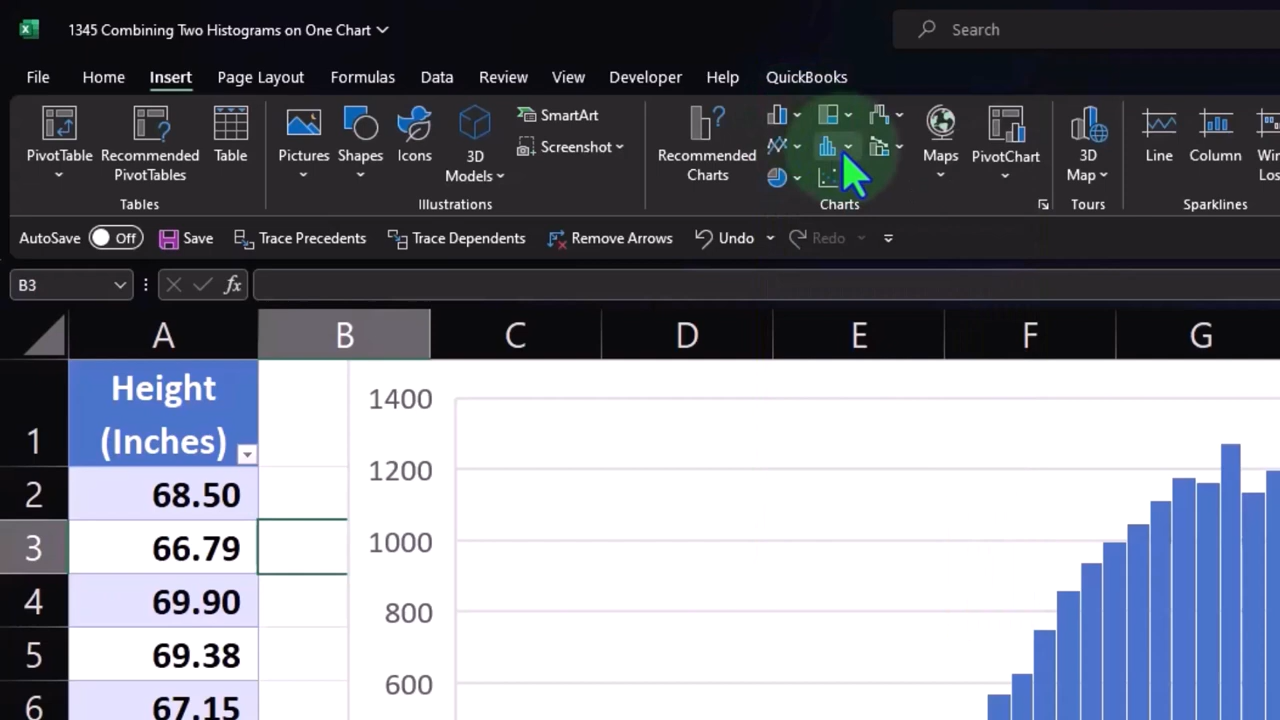 1345 Combining Two Histograms on One Chart
Search
File Home Insert Page Layout Formulas Data Review View Developer Help QuickBooks
PivotTable
Recommended PivotTables
Table
Tables
Pictures
Shapes
Icons
3D Models
SmartArt
Screenshot
Illustrations
Recommended Charts
Maps
PivotChart
Charts
3D Map
Tours
Line
Column
Win
Los
Sparklines
AutoSave Off Save Trace Precedents Trace Dependents Remove Arrows Undo Redo
B3 fx
A B C D E F G
1 Height (Inches)
2 68.50
3 66.79
4 69.90
5 69.38
6 67.15
1400
1200
1000
800
600